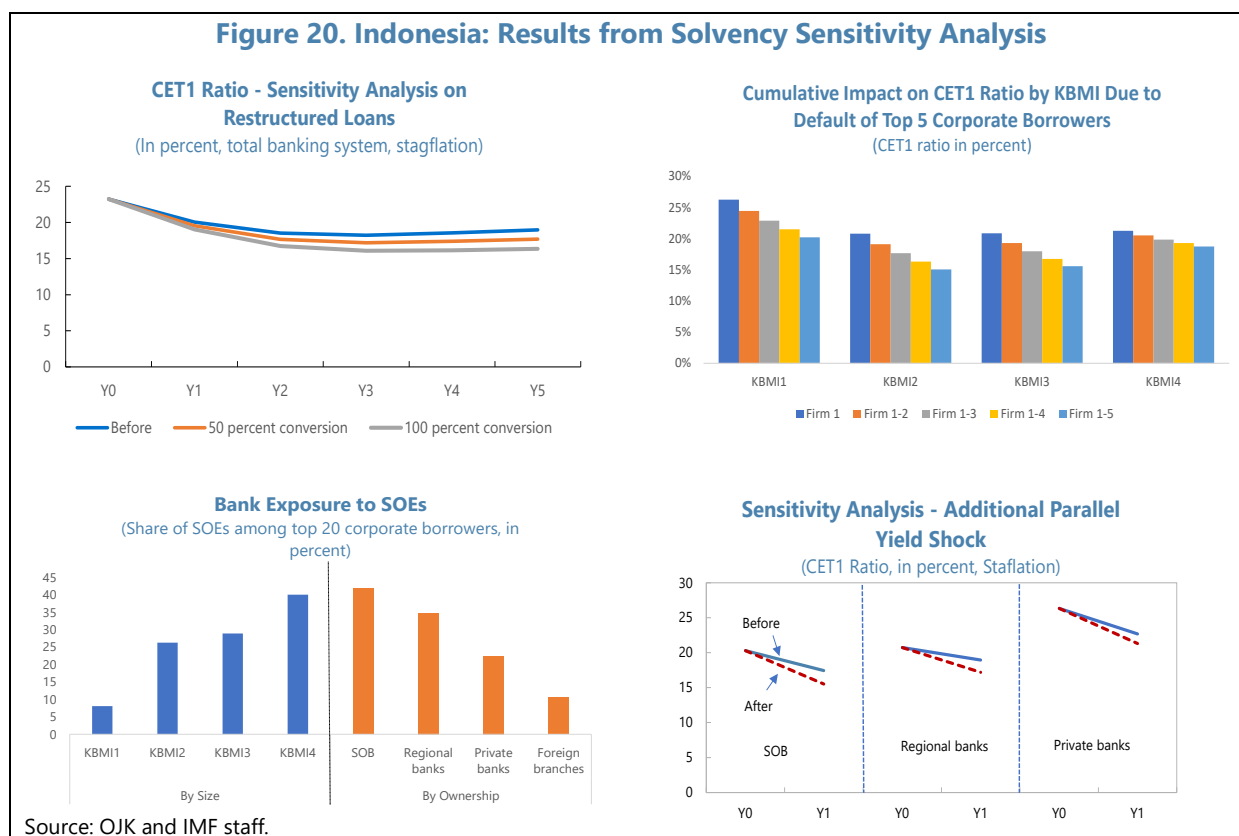 Figure 20. Indonesia: Results from Solvency Sensitivity Analysis
CET1 Ratio - Sensitivity Analysis on
Restructured Loans
(In percent, total banking system, stagflation)
25
20
15
10
5
0
Y0 Y1 Y2 Y3 Y4 Y5
Before 50 percent conversion 100 percent conversion
Cumulative Impact on CET1 Ratio by KBMI Due to
Default of Top 5 Corporate Borrowers
(CET1 ratio in percent)
30%
25%
20%
15%
10%
5%
0%
KBMI1 KBMI2 KBMI3 KBMI4
Firm 1 Firm 1-2 Firm 1-3 Firm 1-4 Firm 1-5
Bank Exposure to SOEs
(Share of SOEs among top 20 corporate borrowers, in
percent)
45
40
35
30
25
20
15
10
5
0
KBMI1 KBMI2 KBMI3 KBMI4 SOB Regional Private Foreign
banks banks branches
By Size By Ownership
Sensitivity Analysis - Additional Parallel
Yield Shock
(CET1 Ratio, in percent, Staflation)
30
25
20
15
10
5
0
Before
After
SOB Regional banks Private banks
Y0 Y1 Y0 Y1 Y0 Y1
Source: OJK and IMF staff.